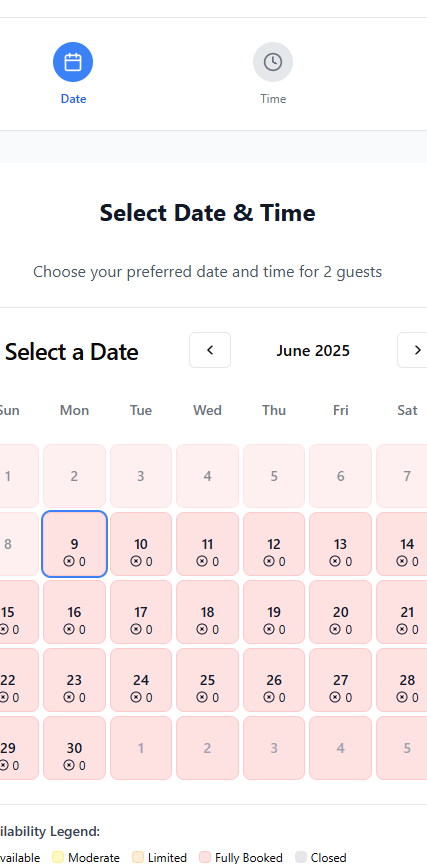 Date Time
Select Date & Time
Choose your preferred date and time for 2 guests
Select a Date June 2025
Sun Mon Tue Wed Thu Fri Sat
1 2 3 4 5 6 7
8 9 10 11 12 13 14
0 0 0 0 0 0
15 16 17 18 19 20 21
0 0 0 0 0 0 0
22 23 24 25 26 27 28
0 0 0 0 0 0 0
29 30 1 2 3 4 5
0 0
ilability Legend:
vailable Moderate Limited Fully Booked Closed